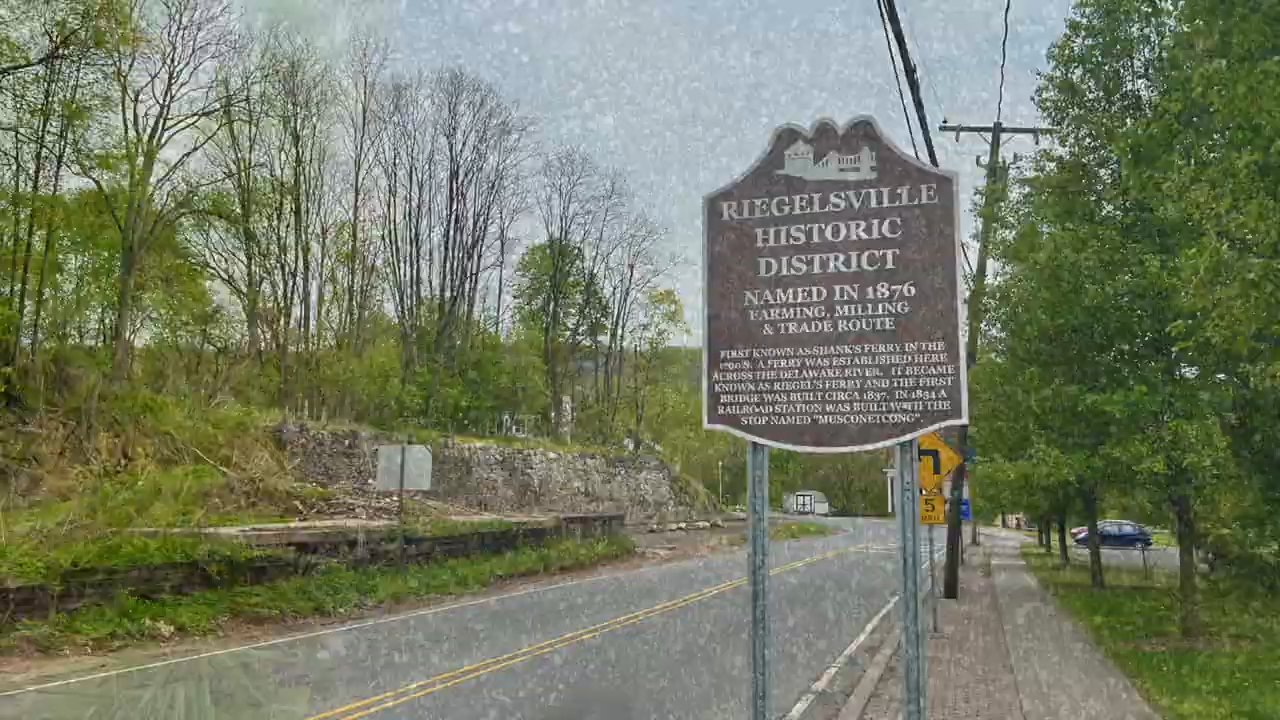 RIEGELSVILLE
HISTORIC
DISTRICT
NAMED IN 1876
FARMING, MILLING
& TRADE ROUTE
FIRST KNOWN AS SHANK'S FERRY IN THE
1700'S. A FERRY WAS ESTABLISHED HERE
ACROSS THE DELAWARE RIVER. IT BECAME
KNOWN AS RIEGEL'S FERRY AND THE FIRST
BRIDGE WAS BUILT CIRCA 1837. IN 1854 A
RAILROAD STATION WAS BUILT WITH THE
STOP NAMED "MUSCONETCONG".
5